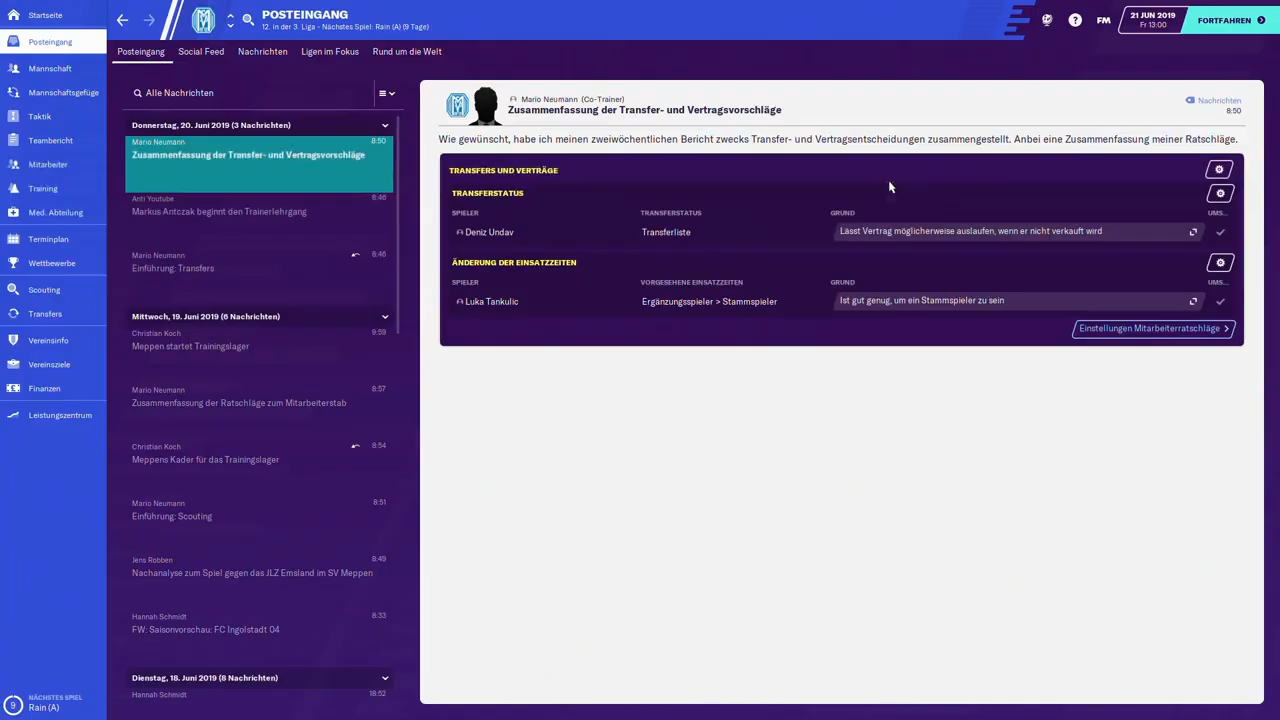 Startseite
Posteingang
Mannschaft
Mannschaftsgefüge
Taktik
Teambericht
Mitarbeiter
Training
Med. Abteilung
Terminplan
Wettbewerbe
Scouting
Transfers
Vereinsinfo
Vereinsziele
Finanzen
Leistungszentrum
9 NÄCHSTES SPIEL
Rain (A)
POSTEINGANG
12. in der 3. Liga - Nächstes Spiel: Rain (A) (9 Tage)
? FM 21 JUN 2019 FORTFAHREN
Fr 13:00
Posteingang Social Feed Nachrichten Ligen im Fokus Rund um die Welt
Alle Nachrichten
Donnerstag, 20. Juni 2019 (3 Nachrichten)
Mario Neumann 8:50
Zusammenfassung der Transfer- und Vertragsvorschläge
Anti Youtube 8:46
Markus Antczak beginnt den Trainerlehrgang
Mario Neumann 8:46
Einführung: Transfers
Mittwoch, 19. Juni 2019 (6 Nachrichten)
Christian Koch 9:59
Meppen startet Trainingslager
Mario Neumann 8:57
Zusammenfassung der Ratschläge zum Mitarbeiterstab
Christian Koch 8:54
Meppens Kader für das Trainingslager
Mario Neumann 8:51
Einführung: Scouting
Jens Robben 8:49
Nachanalyse zum Spiel gegen das JLZ Emsland im SV Meppen
Hannah Schmidt 8:33
FW: Saisonvorschau: FC Ingolstadt 04
Dienstag, 18. Juni 2019 (8 Nachrichten)
Hannah Schmidt 18:52
Mario Neumann (Co-Trainer) Nachrichten
Zusammenfassung der Transfer- und Vertragsvorschläge 8:50
Wie gewünscht, habe ich meinen zweiwöchentlichen Bericht zwecks Transfer- und Vertragsentscheidungen zusammengestellt. Anbei eine Zusammenfassung meiner Ratschläge.
TRANSFERS UND VERTRÄGE
TRANSFERSTATUS
SPIELER TRANSFERSTATUS GRUND UMS...
Deniz Undav Transferliste Lässt Vertrag möglicherweise auslaufen, wenn er nicht verkauft wird
ÄNDERUNG DER EINSATZZEITEN
SPIELER VORGESEHENE EINSATZZEITEN GRUND UMS...
Luka Tankulic Ergänzungsspieler > Stammspieler Ist gut genug, um ein Stammspieler zu sein
Einstellungen Mitarbeiterratschläge